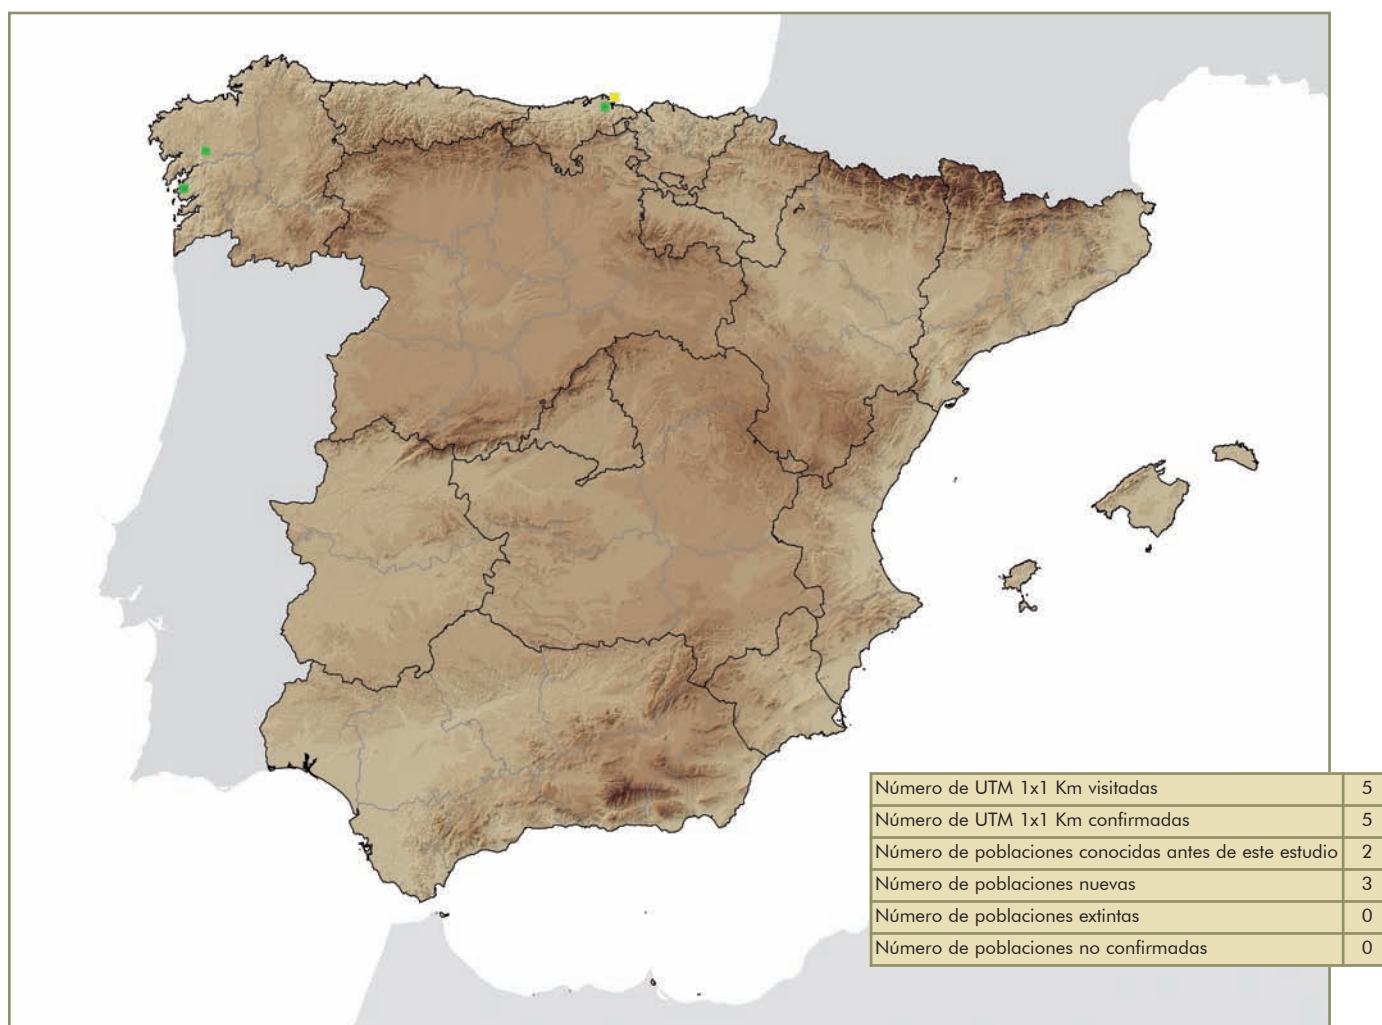 Número de UTM 1x1 Km visitadas 5
Número de UTM 1x1 Km confirmadas 5
Número de poblaciones conocidas antes de este estudio 2
Número de poblaciones nuevas 3
Número de poblaciones extintas 0
Número de poblaciones no confirmadas 0